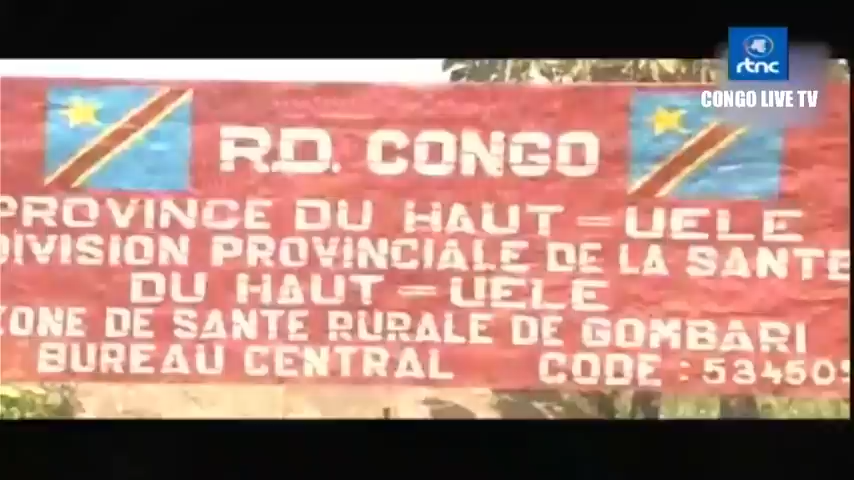 rtnc
CONGO LIVE TV
R.D. CONGO
PROVINCE DU HAUT = UELE
DIVISION PROVINCIALE DE LA SANTE
DU HAUT = UELE
ZONE DE SANTE RURALE DE GOMBARI
BUREAU CENTRAL CODE : 534505